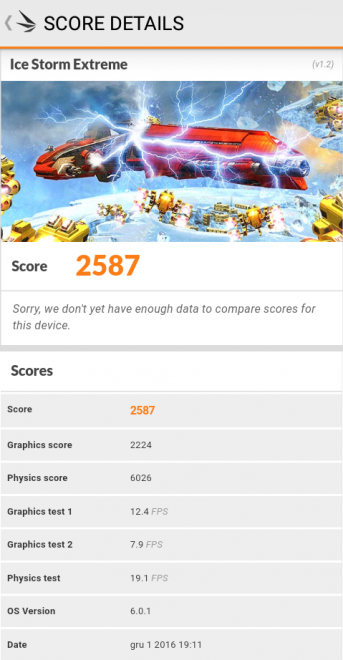 SCORE DETAILS
Ice Storm Extreme (v1.2)
Score 2587
Sorry, we don't yet have enough data to compare scores for
this device.
Scores
Score 2587
Graphics score 2224
Physics score 6026
Graphics test 1 12.4 FPS
Graphics test 2 7.9 FPS
Physics test 19.1 FPS
OS Version 6.0.1
Date gru 1 2016 19:11